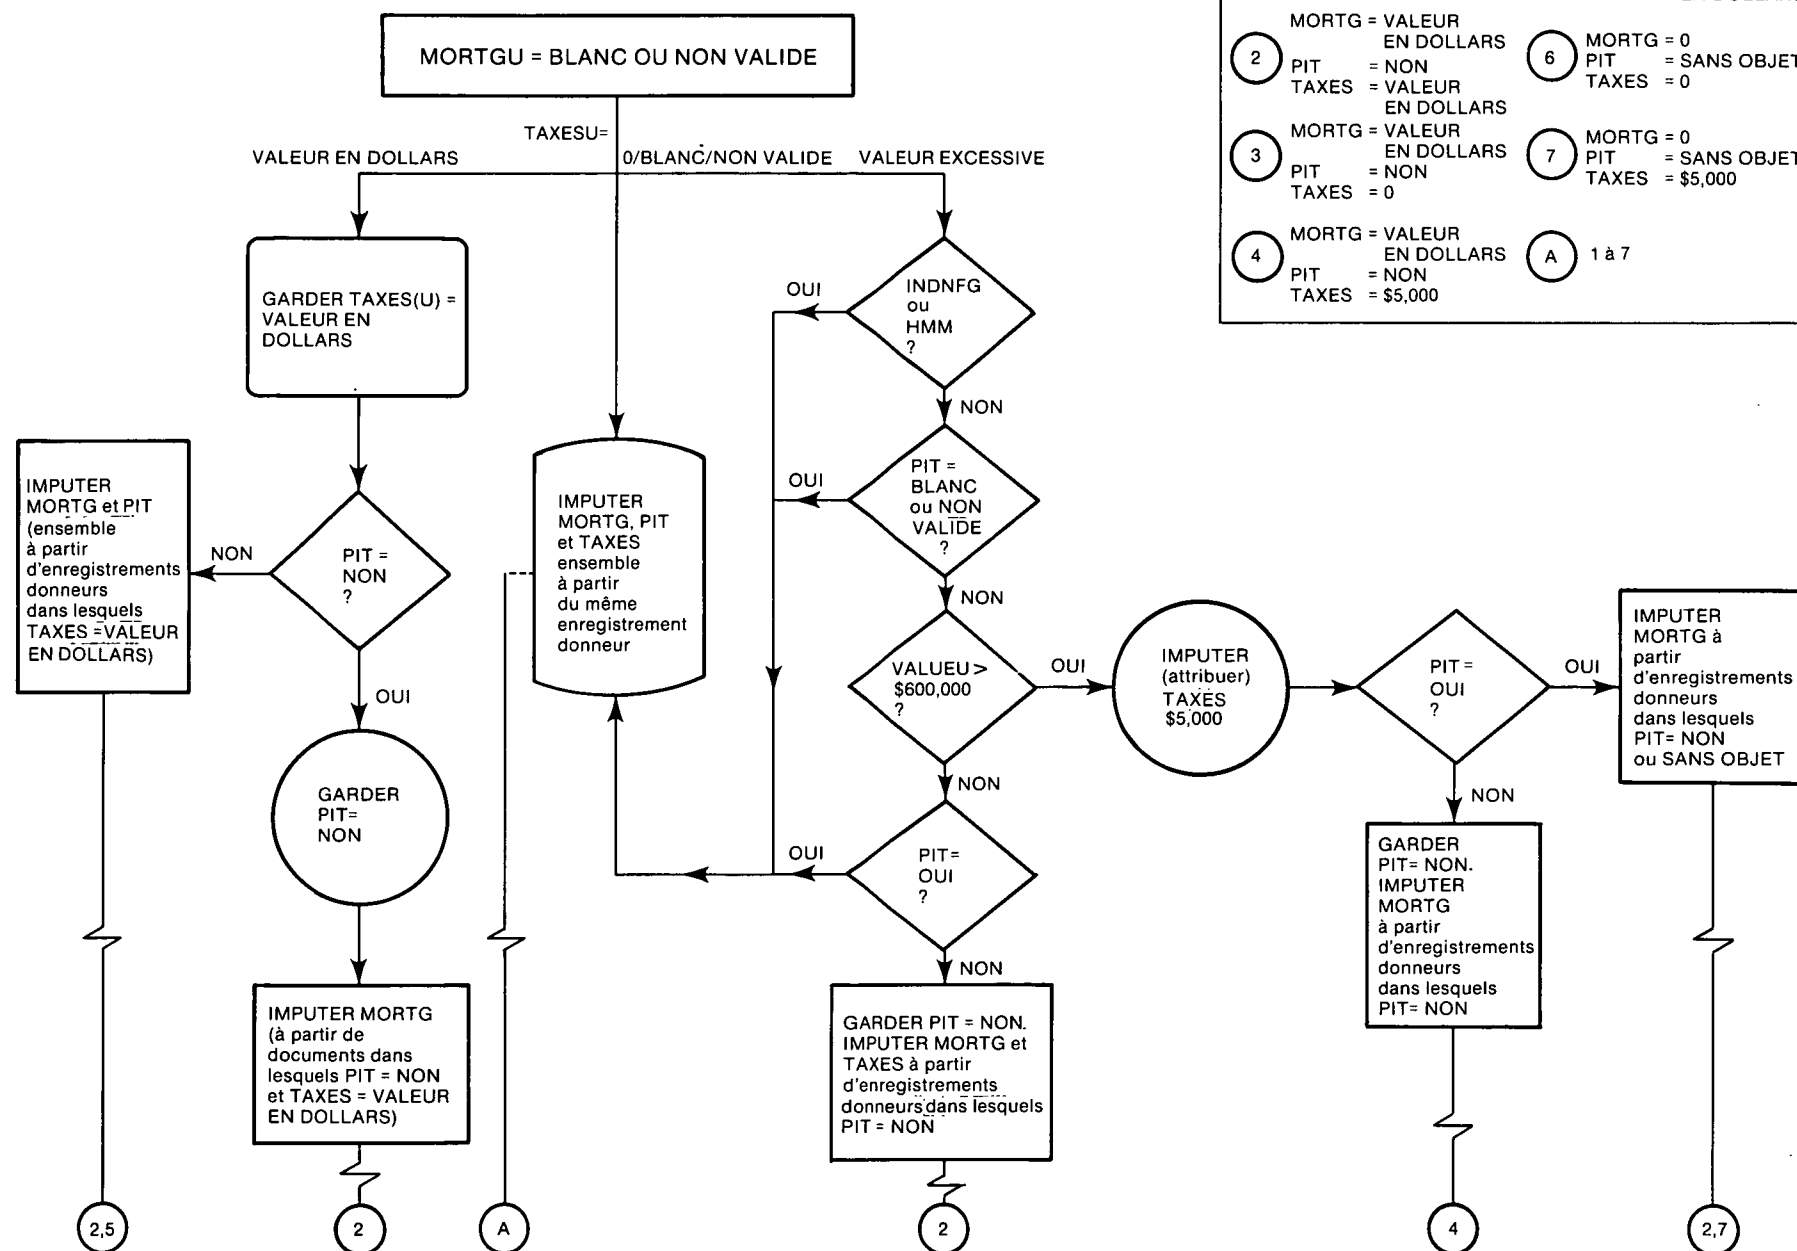 MORTGU = BLANC OU NON VALIDE
TAXESU=
VALEUR EN DOLLARS
0/BLANC/NON VALIDE
VALEUR EXCESSIVE
GARDER TAXES(U) =
VALEUR EN
DOLLARS
INDNFG
ou
HMM
?
OUI
NON
IMPUTER
MORTG et PIT
(ensemble
à partir
d'enregistrements
donneurs
dans lesquels
TAXES =VALEUR
EN DOLLARS)
NON
PIT =
NON
?
OUI
IMPUTER
MORTG, PIT
et TAXES
ensemble
à partir
du même
enregistrement
donneur
OUI
PIT =
BLANC
ou NON
VALIDE
?
NON
VALUEU >
$600,000
?
OUI
NON
IMPUTER
(attribuer)
TAXES
$5,000
PIT =
OUI
?
OUI
NON
IMPUTER
MORTG à
partir
d'enregistrements
donneurs
dans lesquels
PIT= NON
ou SANS OBJET
GARDER
PIT=
NON
OUI
PIT=
OUI
?
NON
GARDER
PIT= NON.
IMPUTER
MORTG
à partir
d'enregistrements
donneurs
dans lesquels
PIT= NON
IMPUTER MORTG
(à partir de
documents dans
lesquels PIT = NON
et TAXES = VALEUR
EN DOLLARS)
GARDER PIT = NON.
IMPUTER MORTG et
TAXES à partir
d'enregistrements
donneurs dans lesquels
PIT = NON
2,5
2
A
2
4
2,7
2
MORTG = VALEUR
EN DOLLARS
PIT = NON
TAXES = VALEUR
EN DOLLARS
3
MORTG = VALEUR
EN DOLLARS
PIT = NON
TAXES = 0
4
MORTG = VALEUR
EN DOLLARS
PIT = NON
TAXES = $5,000
6
MORTG = 0
PIT = SANS OBJET
TAXES = 0
7
MORTG = 0
PIT = SANS OBJET
TAXES = $5,000
A
1 à 7